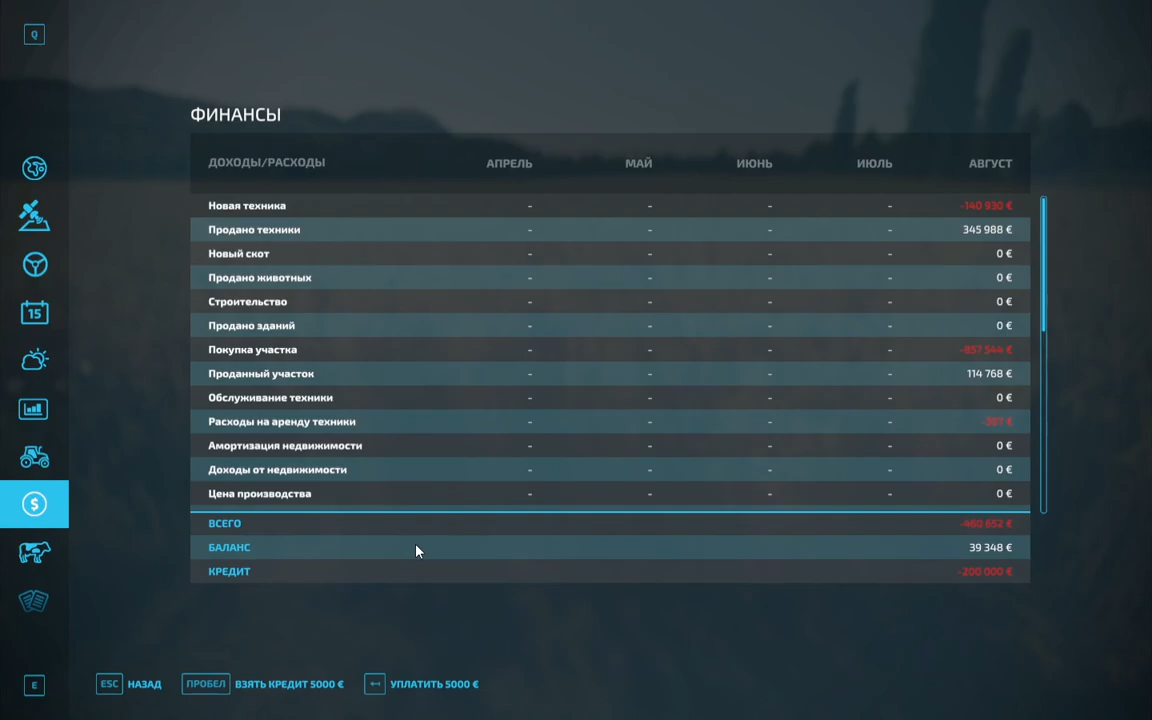 Q
ФИНАНСЫ
ДОХОДЫ/РАСХОДЫ АПРЕЛЬ МАЙ ИЮНЬ ИЮЛЬ АВГУСТ
Новая техника - - - - -140 930 €
Продано техники - - - - 345 988 €
Новый скот - - - - 0 €
Продано животных - - - - 0 €
Строительство - - - - 0 €
Продано зданий - - - - 0 €
Покупка участка - - - -
Проданный участок - - - - 114 768 €
Обслуживание техники - - - - 0 €
Расходы на аренду техники - - - -
Амортизация недвижимости - - - - 0 €
Доходы от недвижимости - - - - 0 €
Цена производства - - - - 0 €
ВСЕГО -460 652 €
БАЛАНС 39 348 €
КРЕДИТ -200 000 €
15
$
E
ESC НАЗАД ПРОБЕЛ ВЗЯТЬ КРЕДИТ 5000 € УПЛАТИТЬ 5000 €